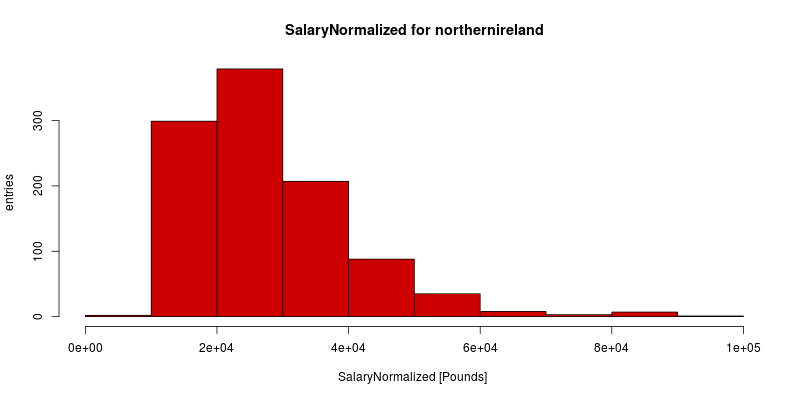 SalaryNormalized for northernireland
entries
300
200
100
0
0e+00 2e+04 4e+04 6e+04 8e+04 1e+05
SalaryNormalized [Pounds]